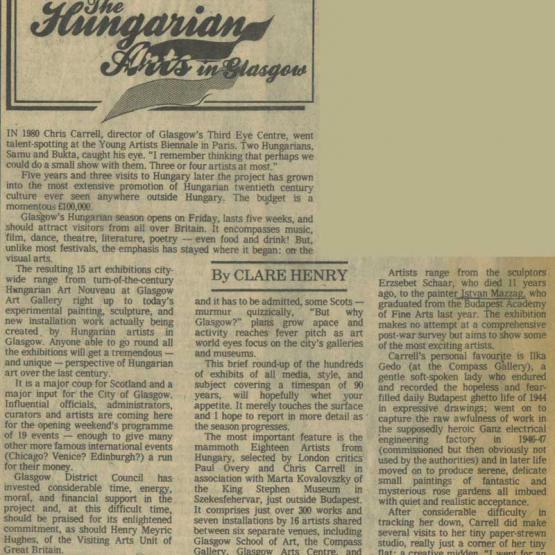 The
Hungarian
Arts in Glasgow
IN 1980 Chris Carrell, director of Glasgow's Third Eye Centre, went
talent-spotting at the Young Artists Biennale in Paris. Two Hungarians,
Samu and Bukta, caught his eye. "I remember thinking that perhaps we
could do a small show with them. Three or four artists at most."
Five years and three visits to Hungary later the project has grown
into the most extensive promotion of Hungarian twentieth century
culture ever seen anywhere outside Hungary. The budget is a
momentous £100,000.
Glasgow's Hungarian season opens on Friday, lasts five weeks, and
should attract visitors from all over Britain. It encompasses music,
film, dance, theatre, literature, poetry — even food and drink! But,
unlike most festivals, the emphasis has stayed where it began: on the
visual arts.
The resulting 15 art exhibitions city-
wide range from turn-of-the-century
Hungarian Art Nouveau at Glasgow
Art Gallery right up to today's
experimental painting, sculpture, and
new installation work actually being
created by Hungarian artists in
Glasgow. Anyone able to go round all
the exhibitions will get a tremendous —
and unique — perspective of Hungarian
art over the last century.
It is a major coup for Scotland and a
major input for the City of Glasgow.
Influential officials, administrators,
curators and artists are coming here
for the opening weekend's programme
of 19 events — enough to give many
other more famous international events
(Chicago? Venice? Edinburgh?) a run
for their money.
Glasgow District Council has
invested considerable time, energy,
moral, and financial support in the
project and, at this difficult time,
should be praised for its enlightened
commitment, as should Henry Meyric
Hughes, of the Visiting Arts Unit of
Great Britain.
By CLARE HENRY
and it has to be admitted, some Scots —
murmur quizzically, "But why
Glasgow?" plans grow apace and
activity reaches fever pitch as art
world eyes focus on the city's galleries
and museums.
This brief round-up of the hundreds
of exhibits of all media, style, and
subject covering a timespan of 90
years, will hopefully whet your
appetite. It merely touches the surface
and I hope to report in more detail as
the season progresses.
The most important feature is the
mammoth Eighteen Artists from
Hungary, selected by London critics
Paul Overy and Chris Carrell in
association with Marta Kovalovszky of
the King Stephen Museum in
Szekesfehervar, just outside Budapest.
It comprises just over 300 works and
seven installations by 16 artists shared
between six separate venues, including
Glasgow School of Art, the Compass
Gallery, Glasgow Arts Centre, and
Artists range from the sculptors
Erzsebet Schaar, who died 11 years
ago, to the painter Istvan Mazzag, who
graduated from the Budapest Academy
of Fine Arts last year. The exhibition
makes no attempt at a comprehensive
post-war survey but aims to show some
of the most exciting artists.
Carrell's personal favourite is Ilka
Gedo (at the Compass Gallery), a
gentle soft-spoken lady who endured
and recorded the hopeless and fear-
filled daily Budapest ghetto life of 1944
in expressive drawings; went on to
capture the raw awfulness of work in
the supposedly heroic Ganz electrical
engineering factory in 1946-47
(commissioned but then obviously not
used by the authorities) and in later life
moved on to produce serene, delicate
small paintings of fantastic and
mysterious rose gardens all imbued
with quiet and realistic acceptance.
After considerable difficulty in
tracking her down, Carrell did make
several visits to her tiny paper-strewn
studio, really just a corner of her tiny
flat: a creative midden. "I went for a